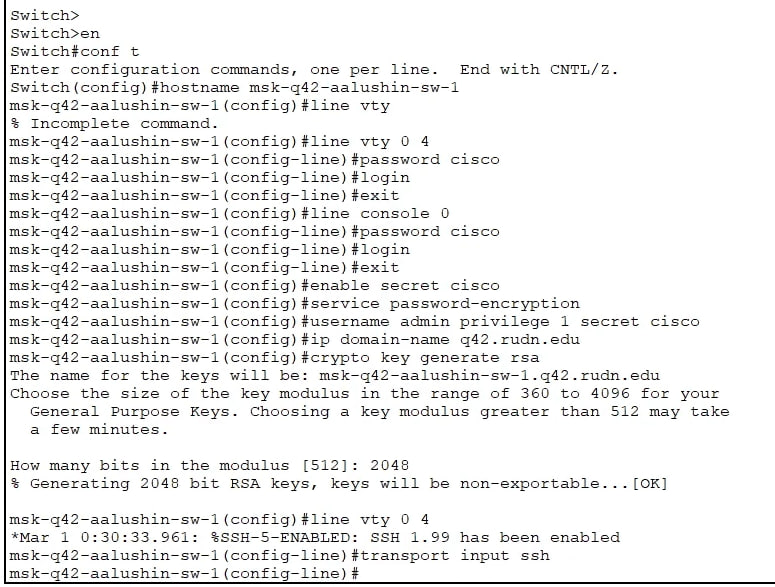 Switch>
Switch>en
Switch#conf t
Enter configuration commands, one per line.  End with CNTL/Z.
Switch(config)#hostname msk-q42-aalushin-sw-1
msk-q42-aalushin-sw-1(config)#line vty
% Incomplete command.
msk-q42-aalushin-sw-1(config)#line vty 0 4
msk-q42-aalushin-sw-1(config-line)#password cisco
msk-q42-aalushin-sw-1(config-line)#login
msk-q42-aalushin-sw-1(config-line)#exit
msk-q42-aalushin-sw-1(config)#line console 0
msk-q42-aalushin-sw-1(config-line)#password cisco
msk-q42-aalushin-sw-1(config-line)#login
msk-q42-aalushin-sw-1(config-line)#exit
msk-q42-aalushin-sw-1(config)#enable secret cisco
msk-q42-aalushin-sw-1(config)#service password-encryption
msk-q42-aalushin-sw-1(config)#username admin privilege 1 secret cisco
msk-q42-aalushin-sw-1(config)#ip domain-name q42.rudn.edu
msk-q42-aalushin-sw-1(config)#crypto key generate rsa
The name for the keys will be: msk-q42-aalushin-sw-1.q42.rudn.edu
Choose the size of the key modulus in the range of 360 to 4096 for your
  General Purpose Keys. Choosing a key modulus greater than 512 may take
  a few minutes.

How many bits in the modulus [512]: 2048
% Generating 2048 bit RSA keys, keys will be non-exportable...[OK]

msk-q42-aalushin-sw-1(config)#line vty 0 4
*Mar 1 0:30:33.961: %SSH-5-ENABLED: SSH 1.99 has been enabled
msk-q42-aalushin-sw-1(config-line)#transport input ssh
msk-q42-aalushin-sw-1(config-line)#